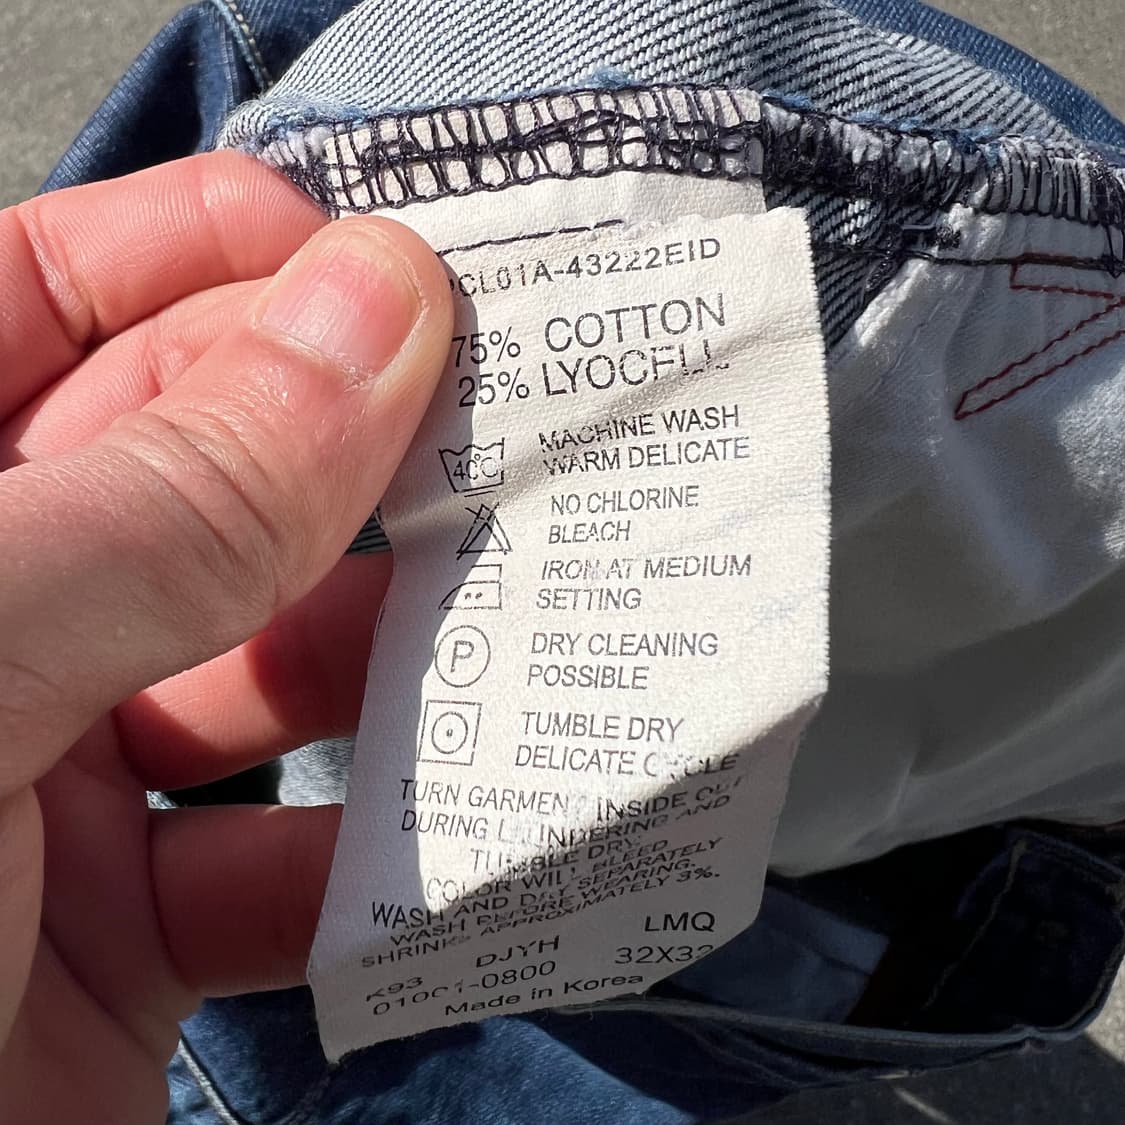 CL01A-43222EID
75% COTTON
25% LYOCELL
40°C
MACHINE WASH
WARM DELICATE
NO CHLORINE
BLEACH
IRON AT MEDIUM
SETTING
P
DRY CLEANING
POSSIBLE
TUMBLE DRY
DELICATE CYCLE
TURN GARMENT INSIDE OUT
DURING LAUNDERING AND
TUMBLE DRY.
COLOR WILL BLEED
WASH AND DRY SEPARATELY
WASH BEFORE WEARING.
SHRINKS APPROXIMATELY 3%.
K93 DJYH LMQ
-0800
Made in Korea